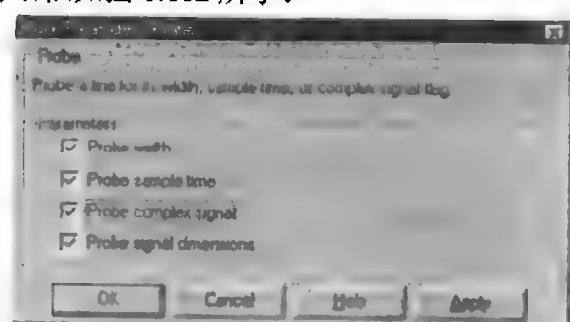 Probe
Probe a line for its width, sample time, or complex signal flag
Parameters
Probe width
Probe sample time
Probe complex signal
Probe signal dimensions
OK
Cancel
Help
Apply